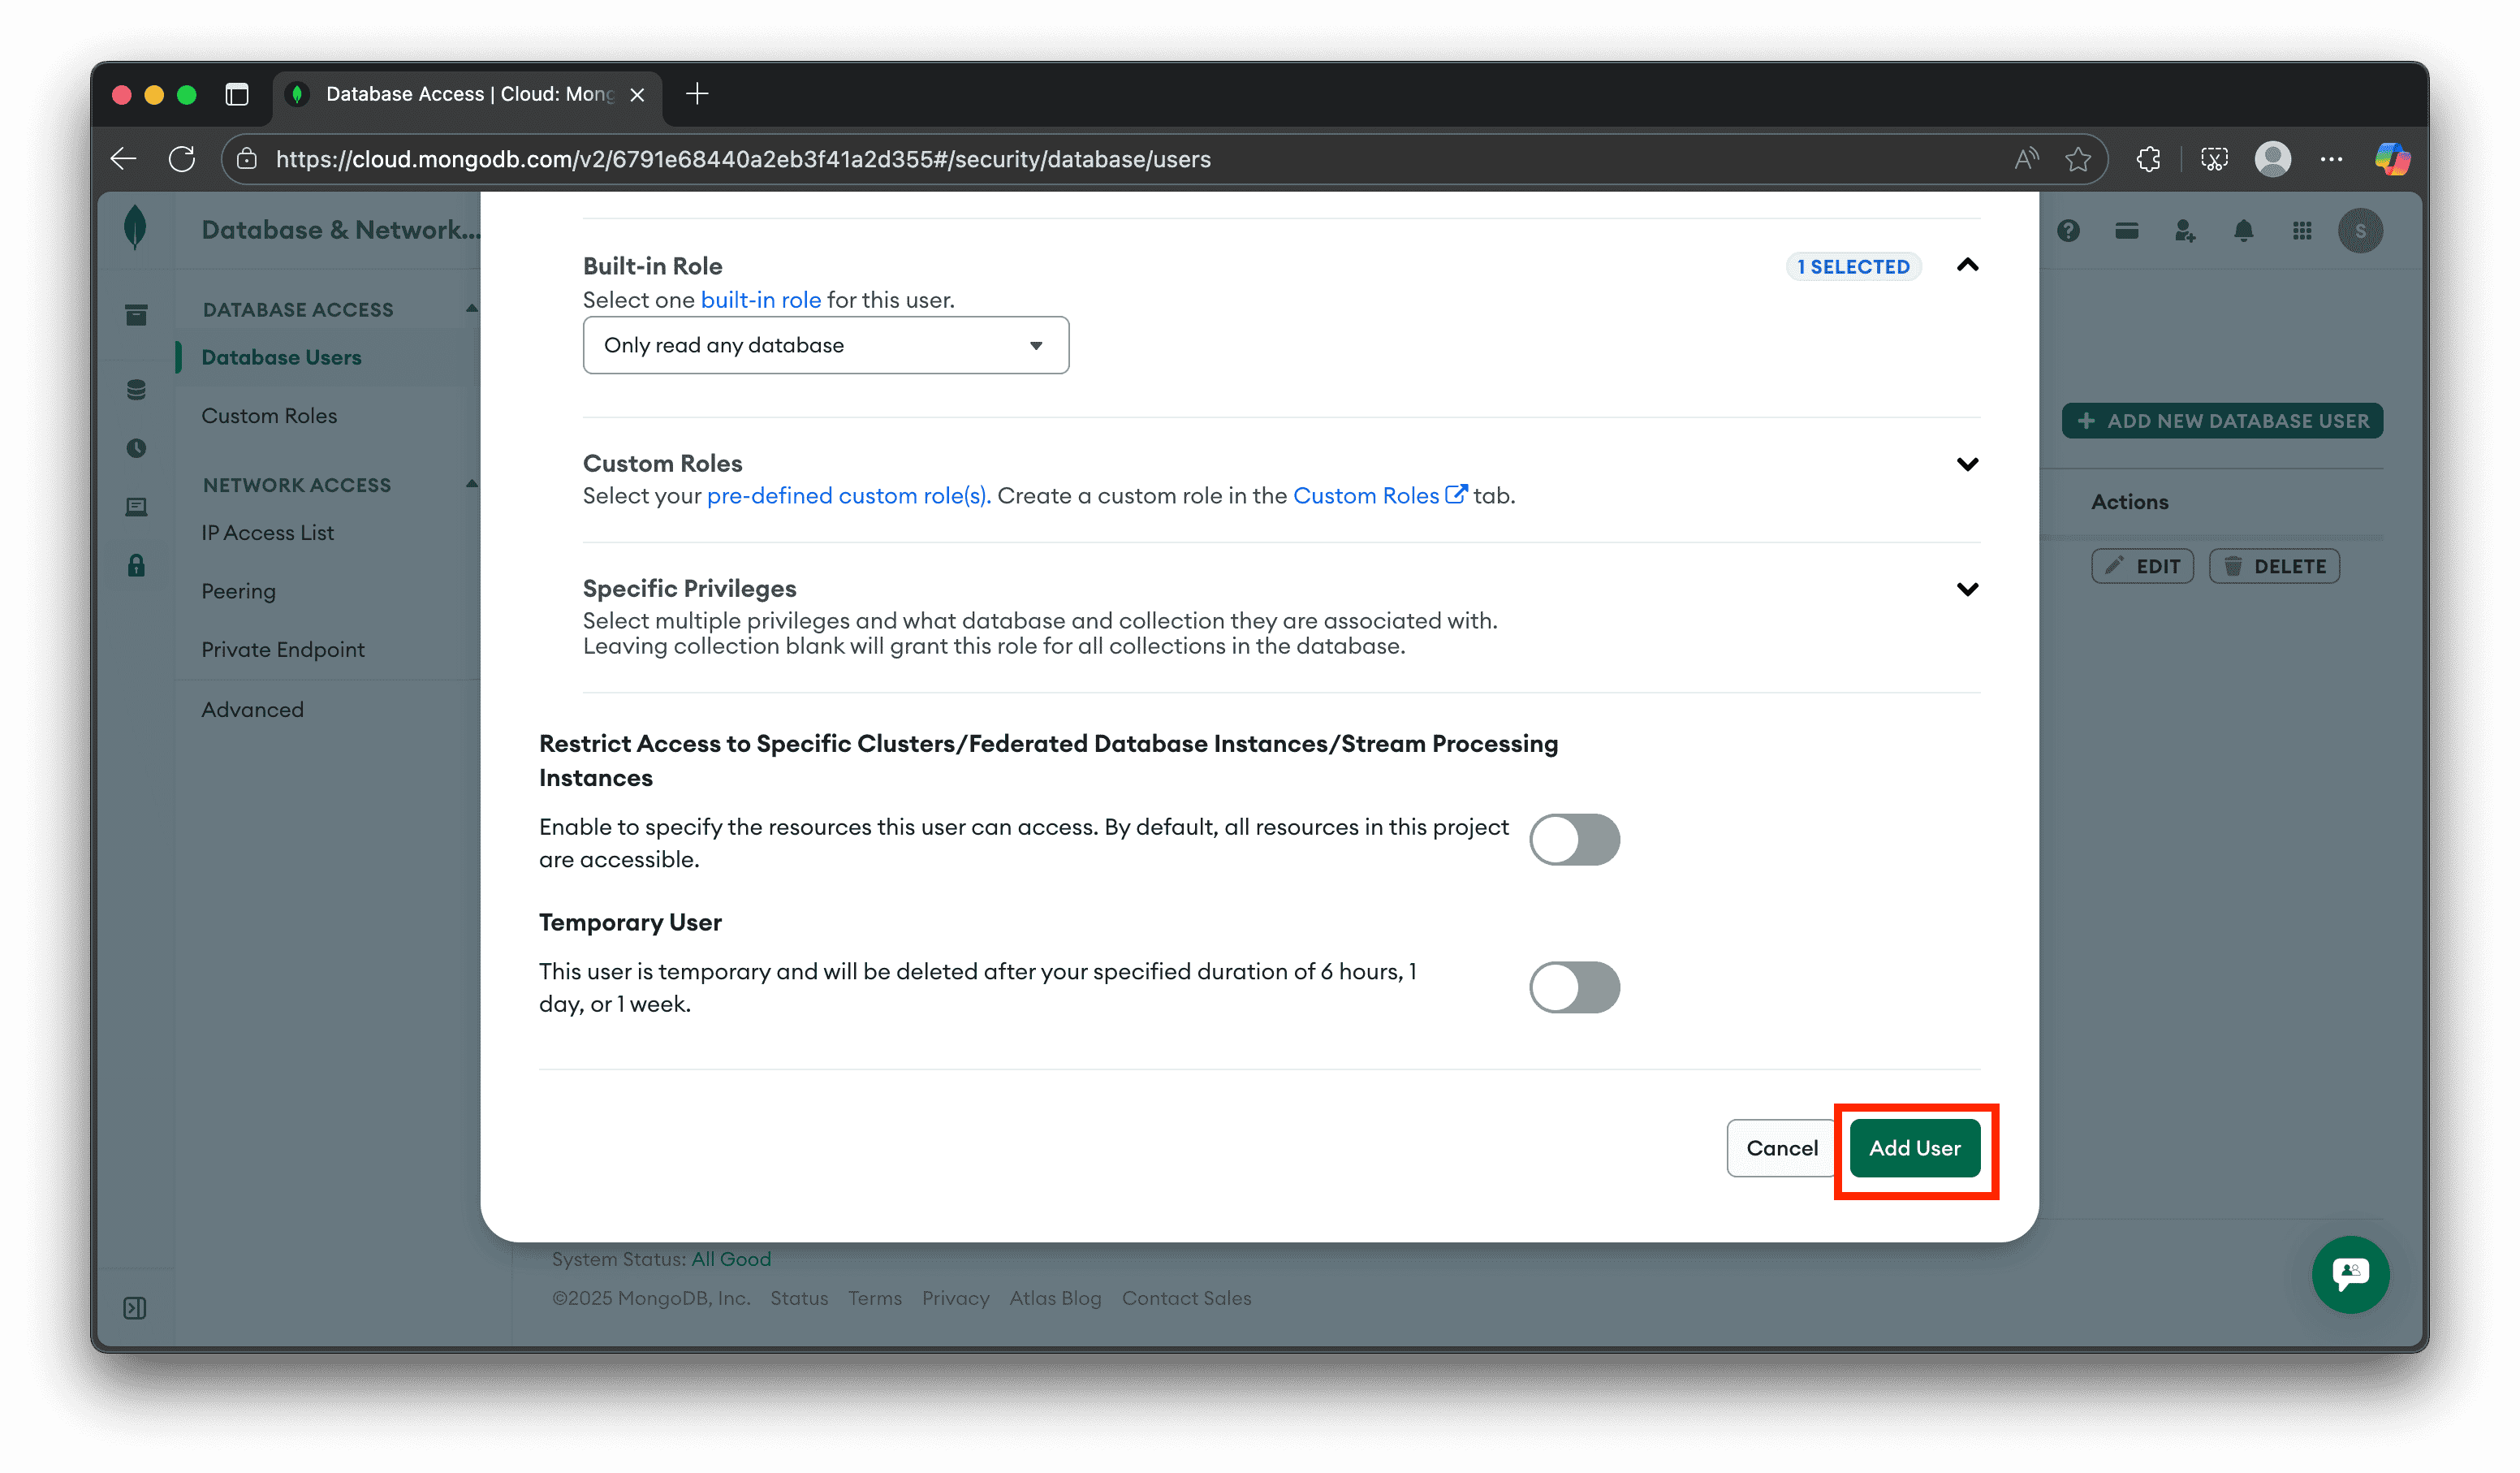 Database Access | Cloud: Mong
https://cloud.mongodb.com/v2/6791e68440a2eb3f41a2d355#/security/database/users
Database & Network...
S
DATABASE ACCESS
Database Users
Custom Roles
NETWORK ACCESS
IP Access List
Peering
Private Endpoint
Advanced
Built-in Role
1 SELECTED
Select one built-in role for this user.
Only read any database
Custom Roles
Select your pre-defined custom role(s). Create a custom role in the Custom Roles tab.
Specific Privileges
Select multiple privileges and what database and collection they are associated with.
Leaving collection blank will grant this role for all collections in the database.
Restrict Access to Specific Clusters/Federated Database Instances/Stream Processing
Instances
Enable to specify the resources this user can access. By default, all resources in this project
are accessible.
Temporary User
This user is temporary and will be deleted after your specified duration of 6 hours, 1
day, or 1 week.
Cancel
Add User
+ ADD NEW DATABASE USER
Actions
EDIT
DELETE
System Status: All Good
©2025 MongoDB, Inc. Status Terms Privacy Atlas Blog Contact Sales